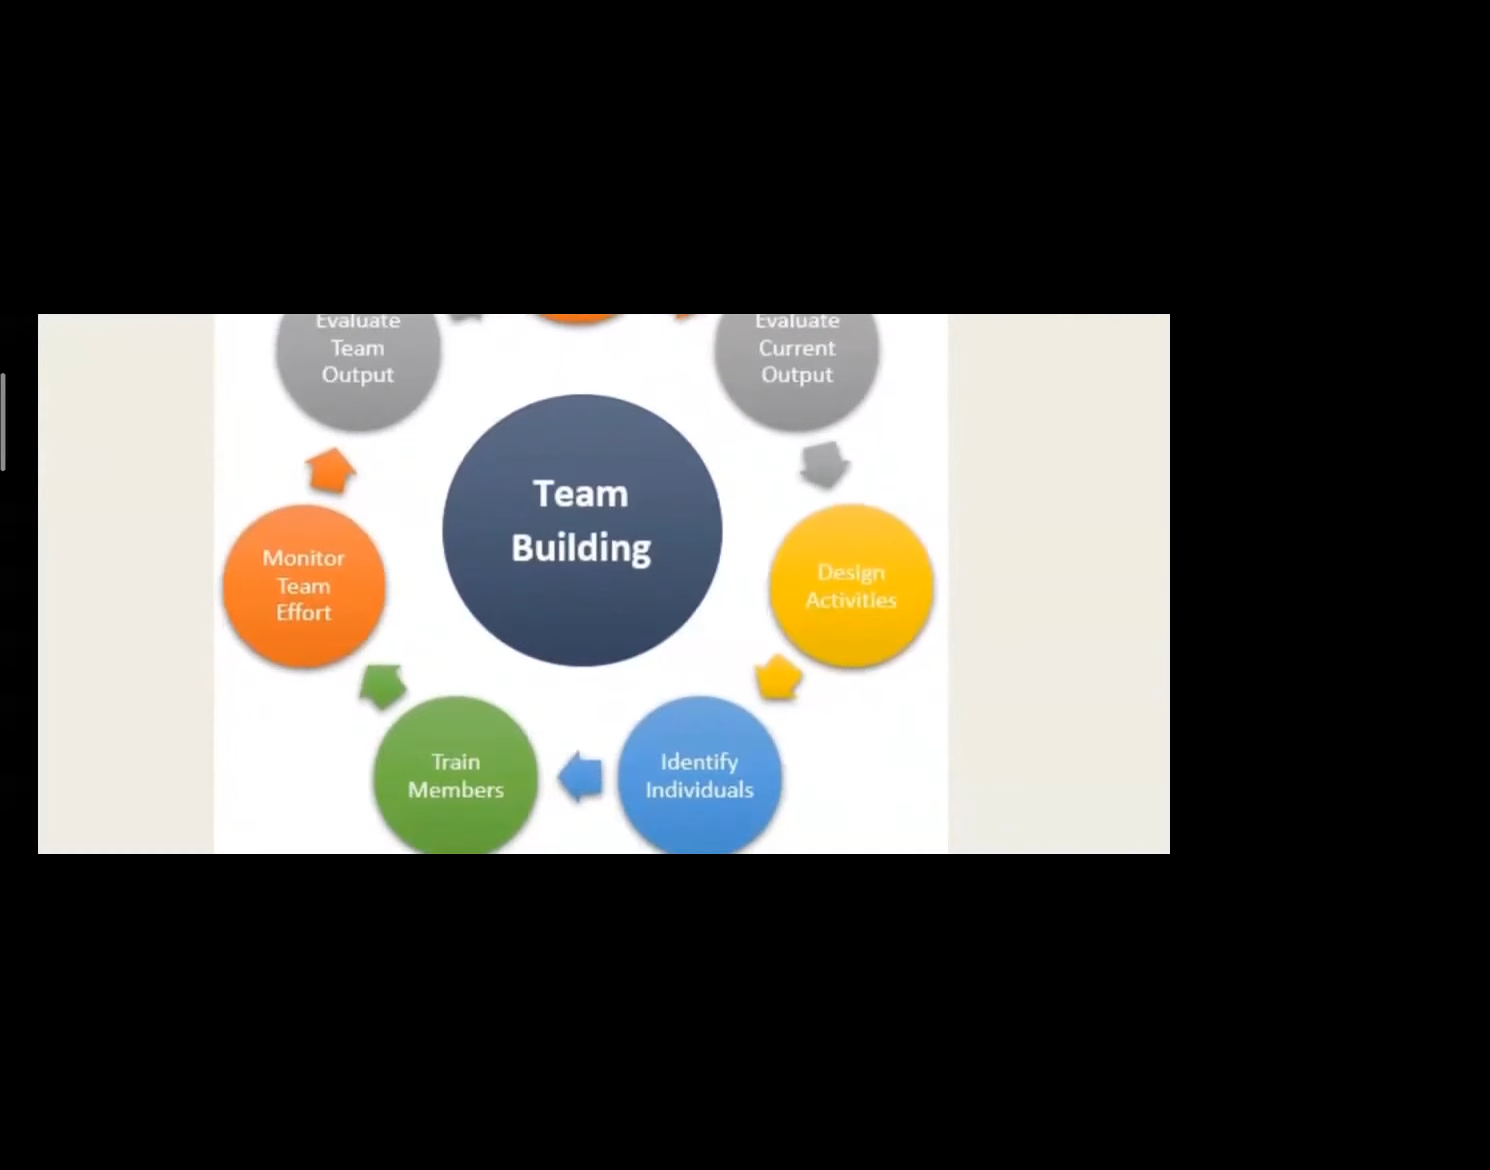 Evaluate
Team
Output
Evaluate
Current
Output
Team
Building
Monitor
Team
Effort
Design
Activities
Train
Members
Identify
Individuals